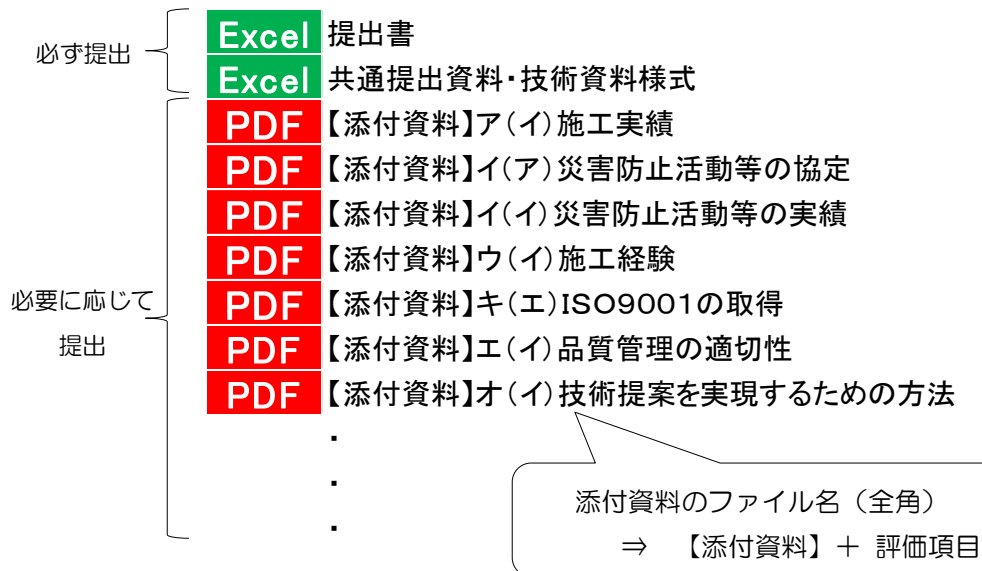 必ず提出
Excel 提出書
Excel 共通提出資料・技術資料様式
必要に応じて
提出
PDF 【添付資料】ア（イ）施工実績
PDF 【添付資料】イ（ア）災害防止活動等の協定
PDF 【添付資料】イ（イ）災害防止活動等の実績
PDF 【添付資料】ウ（イ）施工経験
PDF 【添付資料】キ（エ）ISO9001の取得
PDF 【添付資料】エ（イ）品質管理の適切性
PDF 【添付資料】オ（イ）技術提案を実現するための方法
・
・
・
添付資料のファイル名（全角）
⇒ 【添付資料】＋ 評価項目